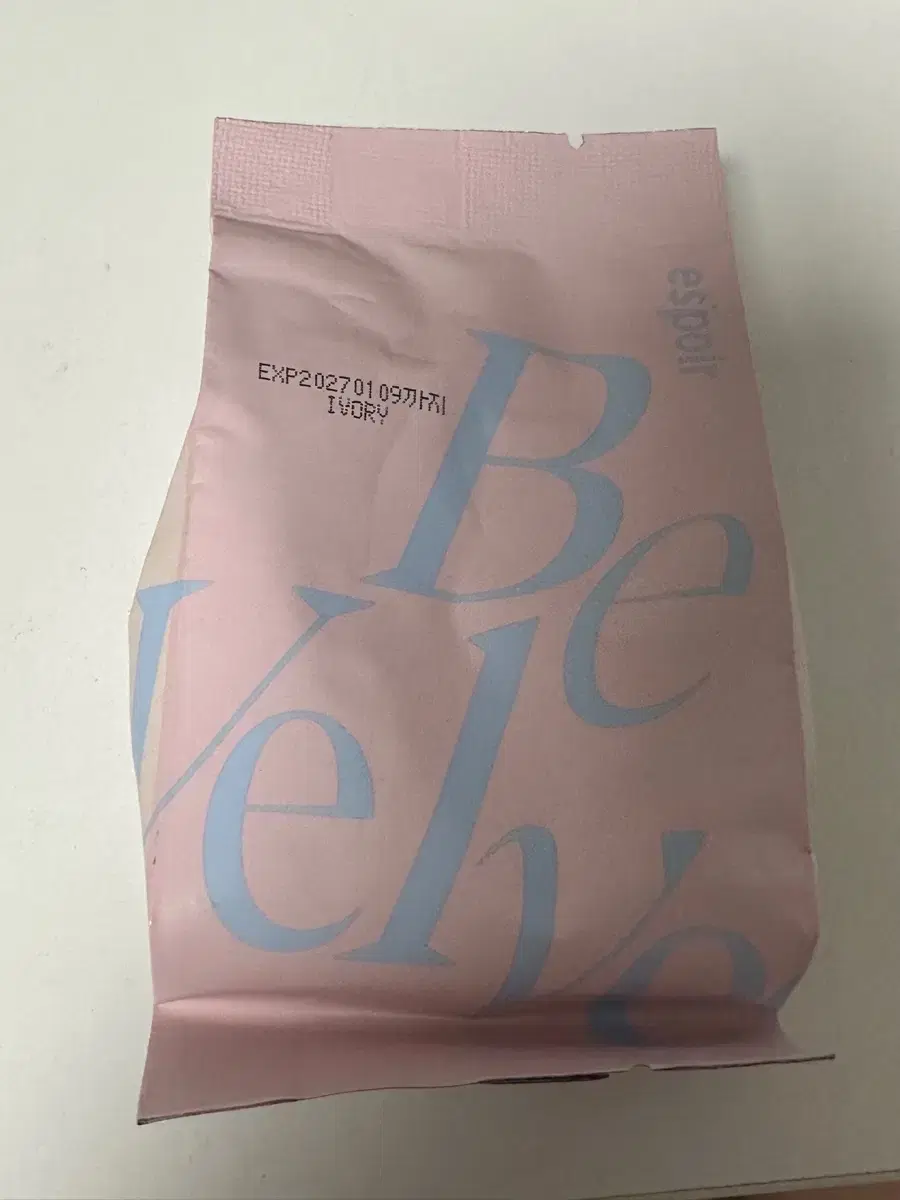 espoir
EXP20270109까지
IVORY
Be
Velve